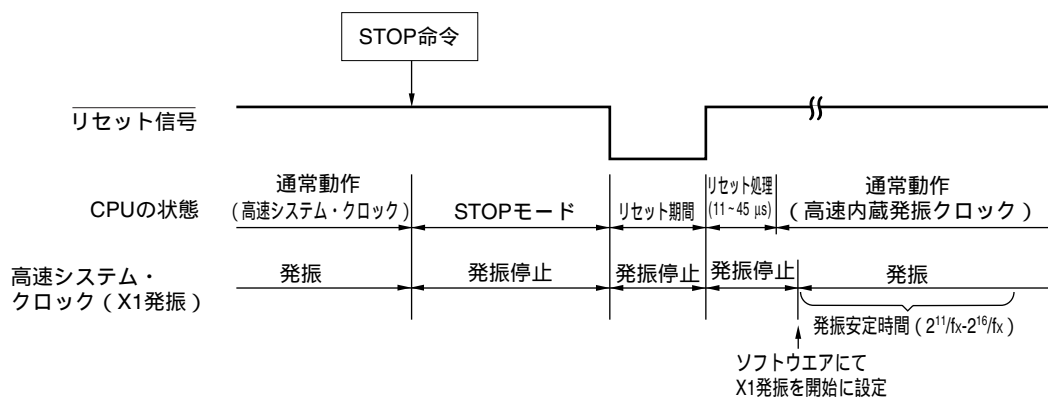 STOP命令
リセット信号
CPUの状態
通常動作
(高速システム・クロック)
STOPモード
リセット期間
リセット処理
(11~45 μs)
通常動作
(高速内蔵発振クロック)
高速システム・
クロック(X1発振)
発振
発振停止
発振停止
発振停止
発振
発振安定時間(2¹¹/fx-2¹⁶/fx)
ソフトウエアにて
X1発振を開始に設定